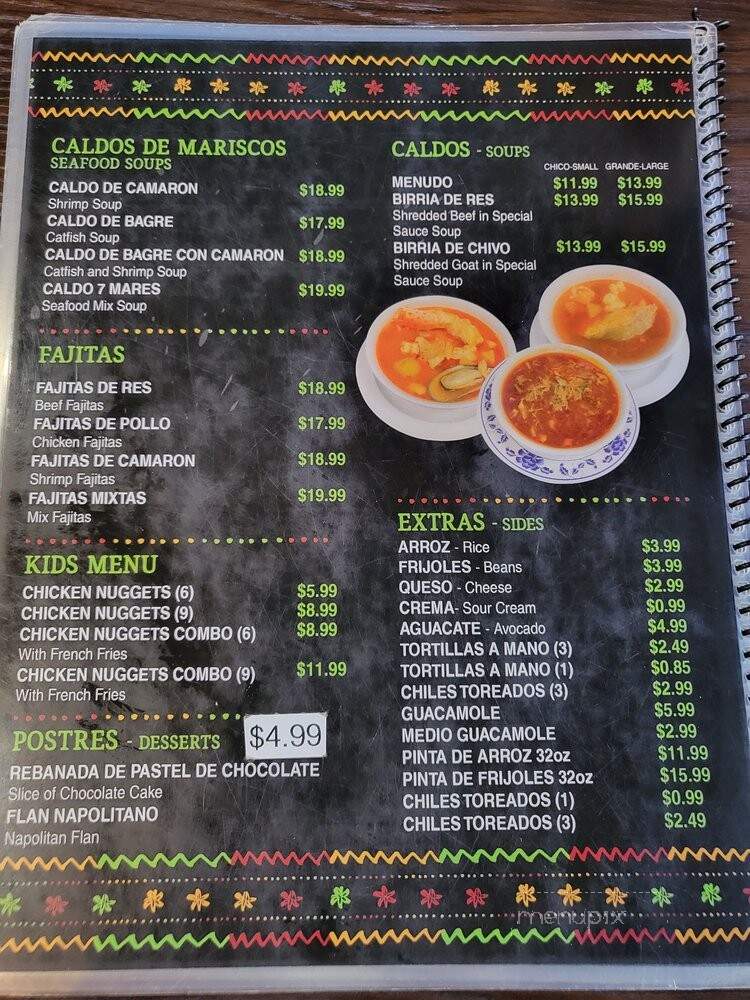 CALDOS DE MARISCOS
SEAFOOD SOUPS
CALDO DE CAMARON $18.99
Shrimp Soup
CALDO DE BAGRE $17.99
Catfish Soup
CALDO DE BAGRE CON CAMARON $18.99
Catfish and Shrimp Soup
CALDO 7 MARES $19.99
Seafood Mix Soup
FAJITAS
FAJITAS DE RES $18.99
Beef Fajitas
FAJITAS DE POLLO $17.99
Chicken Fajitas
FAJITAS DE CAMARON $18.99
Shrimp Fajitas
FAJITAS MIXTAS $19.99
Mix Fajitas
KIDS MENU
CHICKEN NUGGETS (6) $5.99
CHICKEN NUGGETS (9) $8.99
CHICKEN NUGGETS COMBO (6) $8.99
With French Fries
CHICKEN NUGGETS COMBO (9) $11.99
With French Fries
POSTRES - DESSERTS $4.99
REBANADA DE PASTEL DE CHOCOLATE
Slice of Chocolate Cake
FLAN NAPOLITANO
Napolitan Flan
CALDOS - SOUPS
CHICO-SMALL GRANDE-LARGE
MENUDO $11.99 $13.99
BIRRIA DE RES $13.99 $15.99
Shredded Beef in Special
Sauce Soup
BIRRIA DE CHIVO $13.99 $15.99
Shredded Goat in Special
Sauce Soup
EXTRAS - SIDES
ARROZ - Rice $3.99
FRIJOLES - Beans $3.99
QUESO - Cheese $2.99
CREMA- Sour Cream $0.99
AGUACATE - Avocado $4.99
TORTILLAS A MANO (3) $2.49
TORTILLAS A MANO (1) $0.85
CHILES TOREADOS (3) $2.99
GUACAMOLE $5.99
MEDIO GUACAMOLE $2.99
PINTA DE ARROZ 32oz $11.99
PINTA DE FRIJOLES 32oz $15.99
CHILES TOREADOS (1) $0.99
CHILES TOREADOS (3) $2.49
menupix